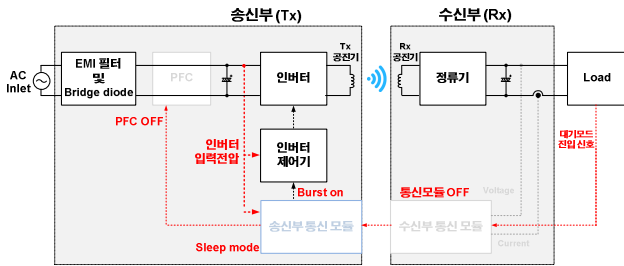 송신부 (Tx)
수신부 (Rx)
AC
Inlet
EMI 필터
및
Bridge diode
PFC
인버터
Tx
공진기
Rx
공진기
정류기
Load
PFC OFF
인버터
입력전압
인버터
제어기
대기모드
진입 신호
Burst on
통신모듈 OFF
Voltage
송신부 통신 모듈
수신부 통신 모듈
Sleep mode
Current